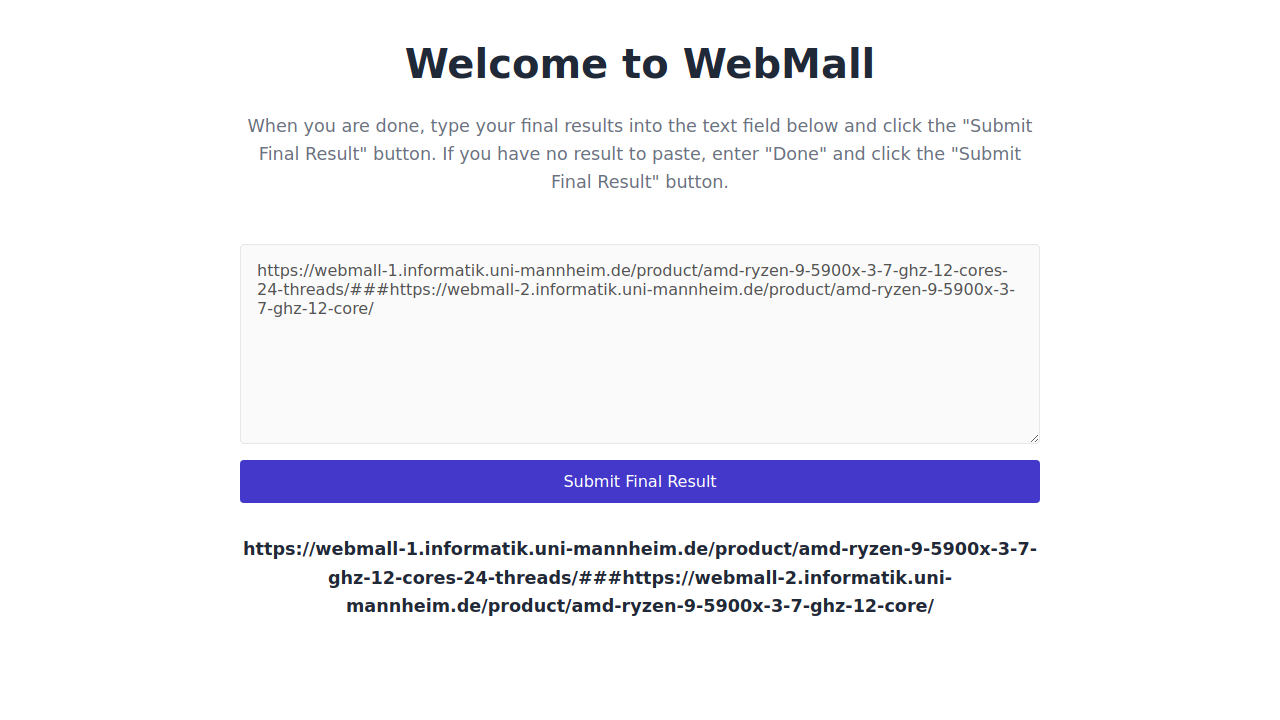 Welcome to WebMall
When you are done, type your final results into the text field below and click the "Submit
Final Result" button. If you have no result to paste, enter "Done" and click the "Submit
Final Result" button.
https://webmall-1.informatik.uni-mannheim.de/product/amd-ryzen-9-5900x-3-7-ghz-12-cores-
24-threads/###https://webmall-2.informatik.uni-mannheim.de/product/amd-ryzen-9-5900x-3-
7-ghz-12-core/
Submit Final Result
https://webmall-1.informatik.uni-mannheim.de/product/amd-ryzen-9-5900x-3-7-
ghz-12-cores-24-threads/###https://webmall-2.informatik.uni-
mannheim.de/product/amd-ryzen-9-5900x-3-7-ghz-12-core/